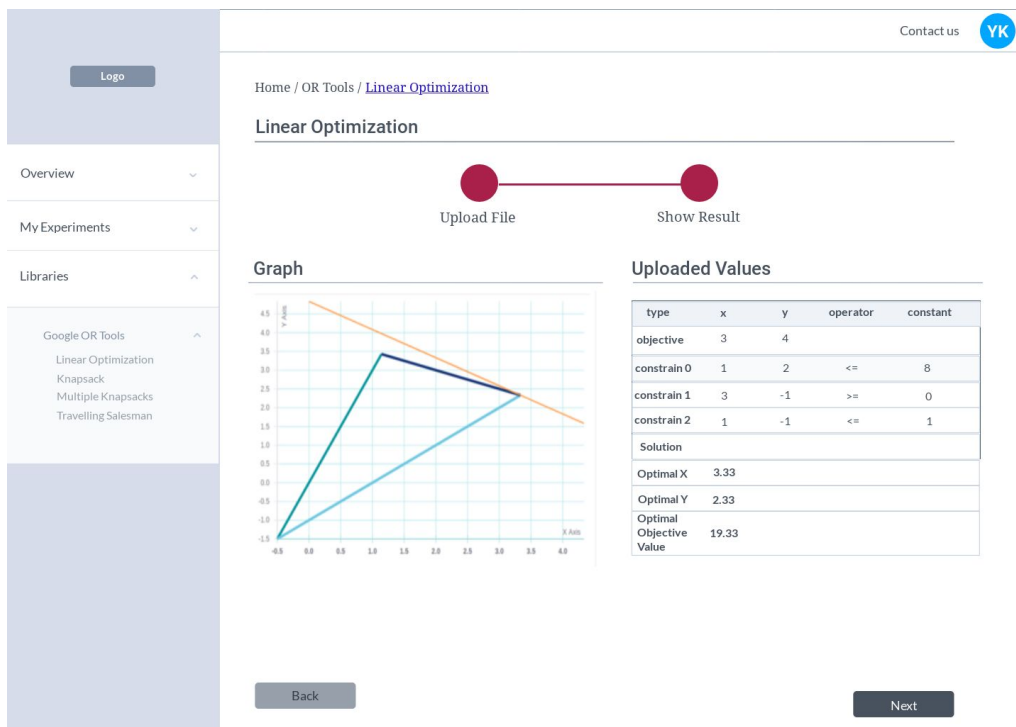 Contact us
YK
Logo
Home / OR Tools / Linear Optimization
Linear Optimization
Overview
My Experiments
Libraries
Google OR Tools
Linear Optimization
Knapsack
Multiple Knapsacks
Travelling Salesman
Upload File
Show Result
Graph
Y Axis
4.5
4.0
3.5
3.0
2.5
2.0
1.5
1.0
0.5
0.0
-0.5
-1.0
-1.5
X Axis
-0.5 0.0 0.5 1.0 1.5 2.0 2.5 3.0 3.5 4.0
Uploaded Values
type x y operator constant
objective 3 4
constrain 0 1 2 <= 8
constrain 1 3 -1 >= 0
constrain 2 1 -1 <= 1
Solution
Optimal X 3.33
Optimal Y 2.33
Optimal
Objective 19.33
Value
Back
Next